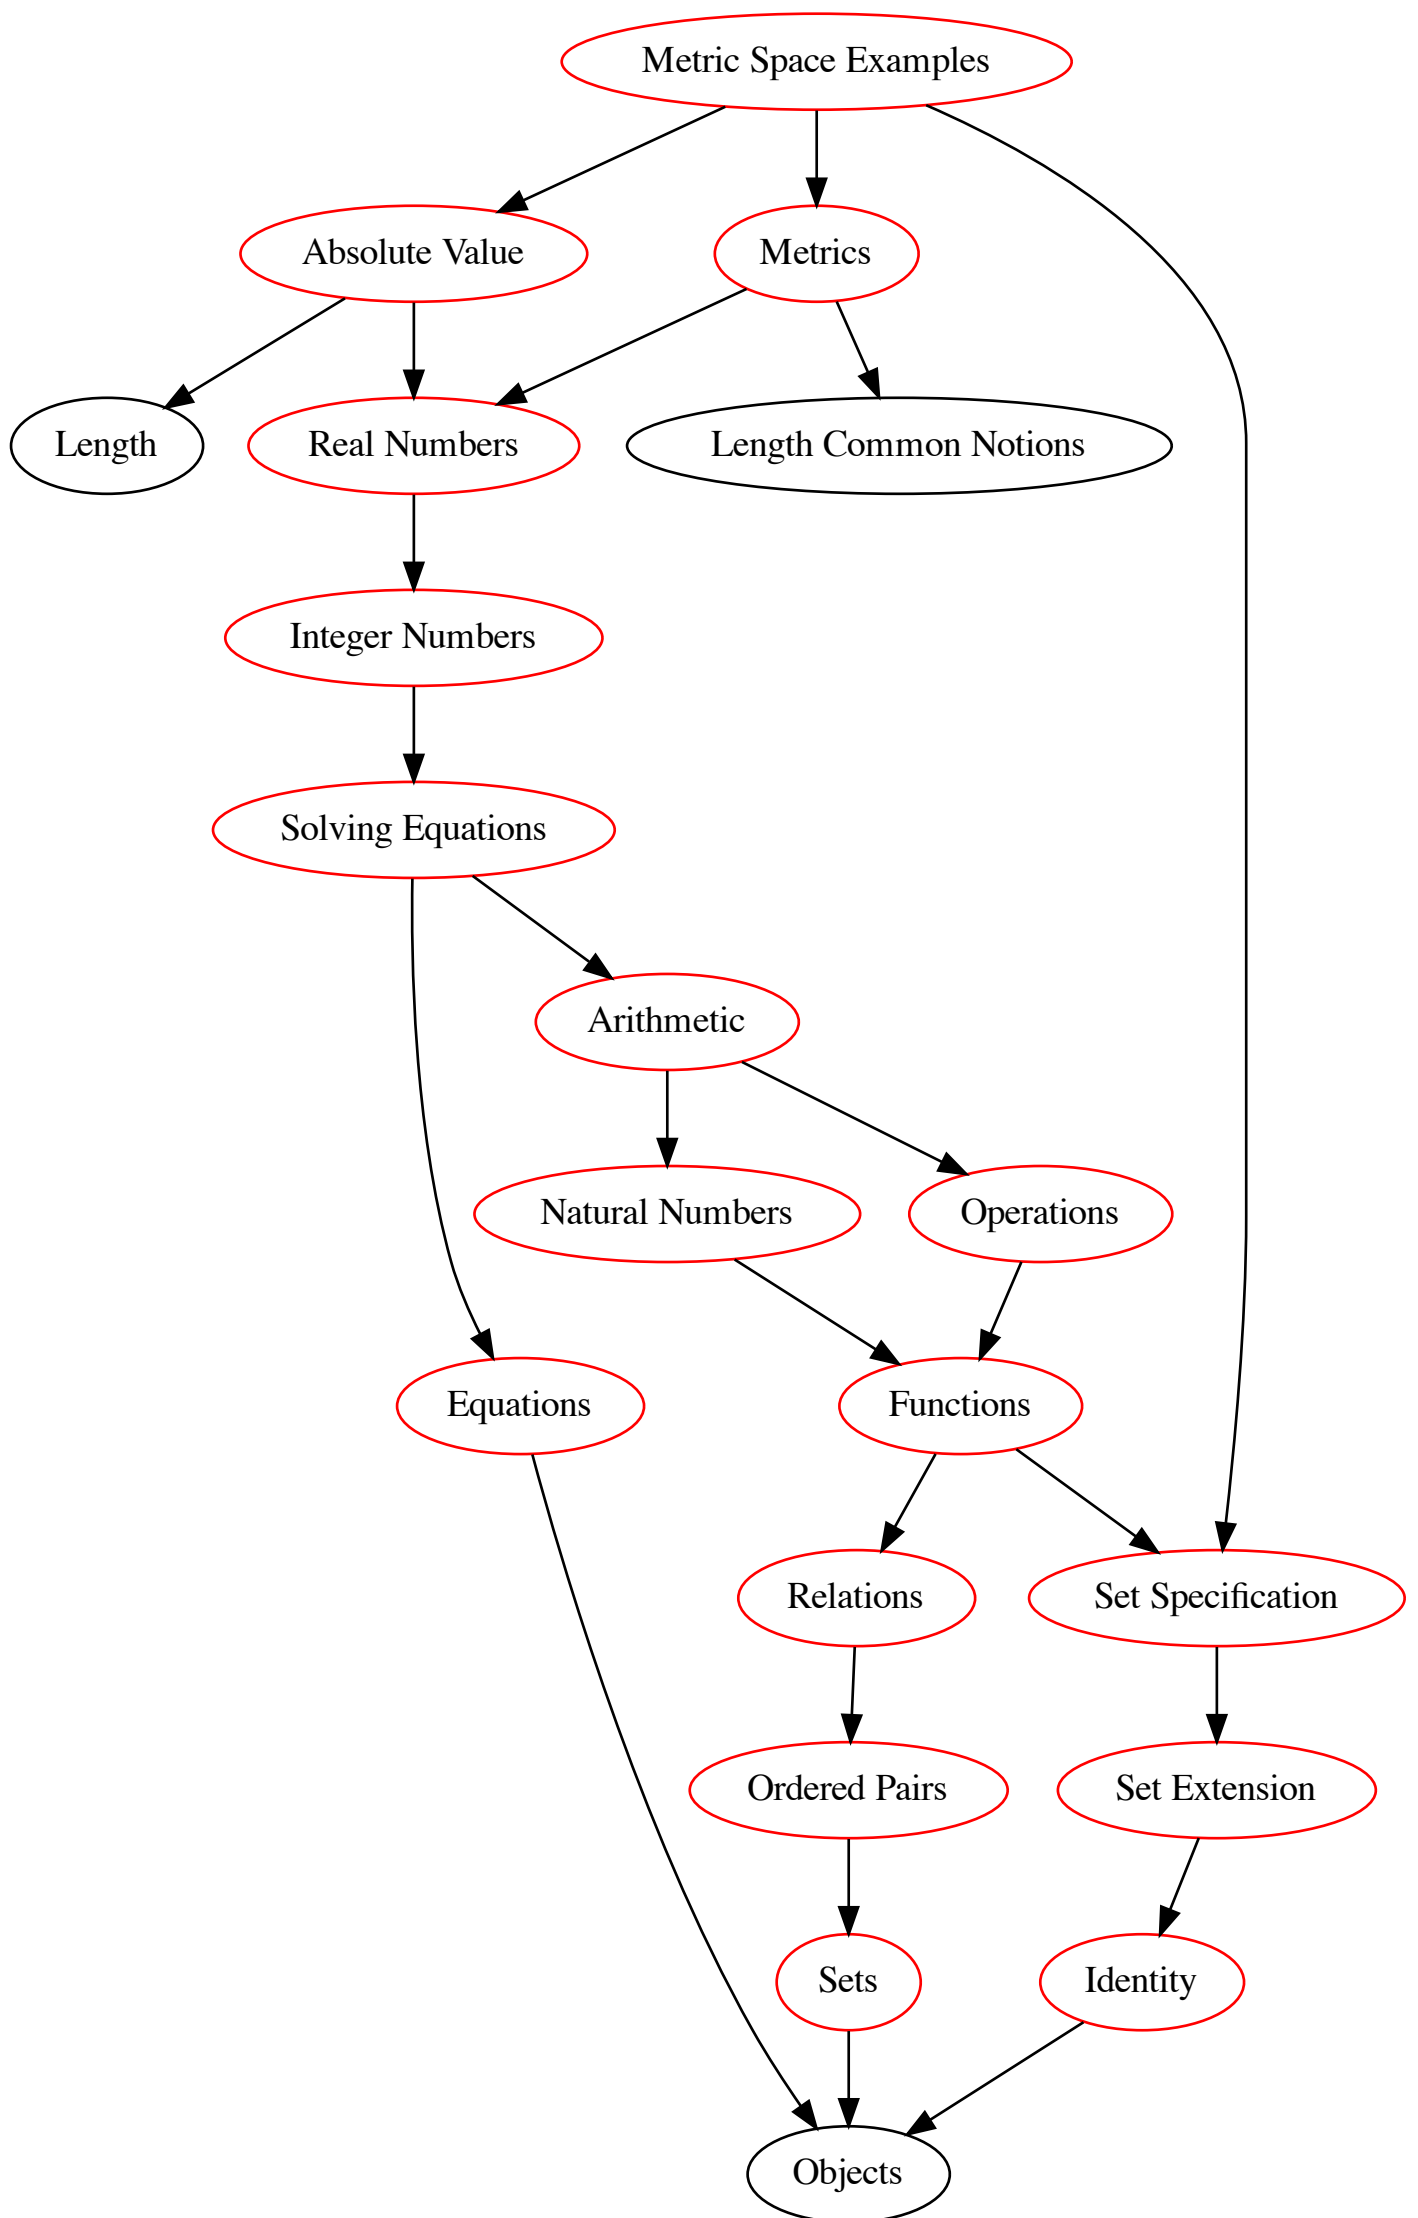 Metric Space Examples
Absolute Value
Metrics
Length
Real Numbers
Length Common Notions
Integer Numbers
Solving Equations
Arithmetic
Natural Numbers
Operations
Equations
Functions
Relations
Set Specification
Ordered Pairs
Set Extension
Sets
Identity
Objects